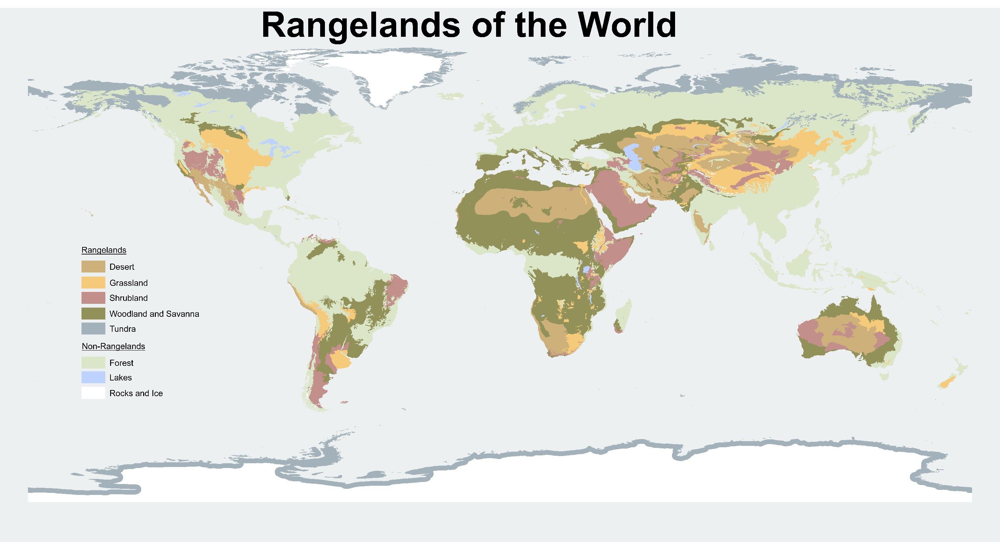 Rangelands of the World
Rangelands
Desert
Grassland
Shrubland
Woodland and Savanna
Tundra
Non-Rangelands
Forest
Lakes
Rocks and Ice